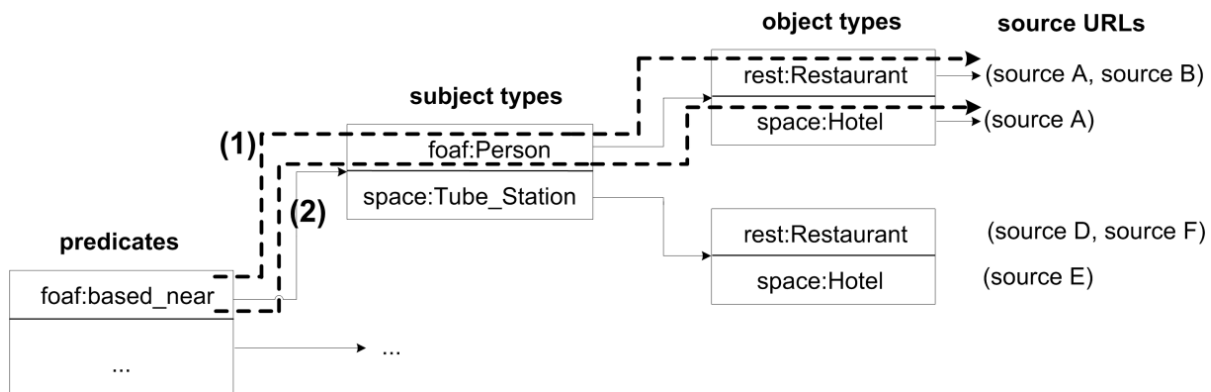 object types
source URLs
rest:Restaurant
(source A, source B)
subject types
space:Hotel
(source A)
(1)
foaf:Person
space:Tube_Station
(2)
predicates
rest:Restaurant
(source D, source F)
space:Hotel
(source E)
foaf:based_near
...
...